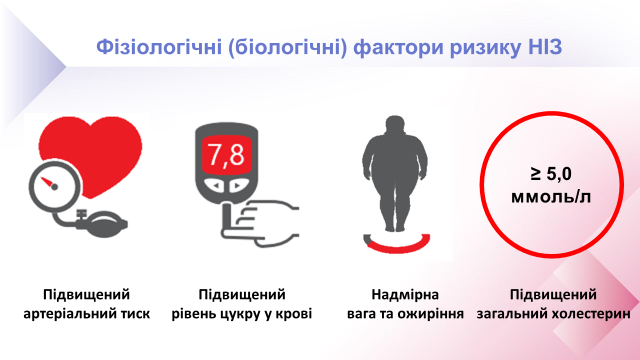 Фізіологічні (біологічні) фактори ризику НІЗ
7,8
≥ 5,0
ммоль/л
Підвищений
артеріальний тиск
Підвищений
рівень цукру у крові
Надмірна
вага та ожиріння
Підвищений
загальний холестерин